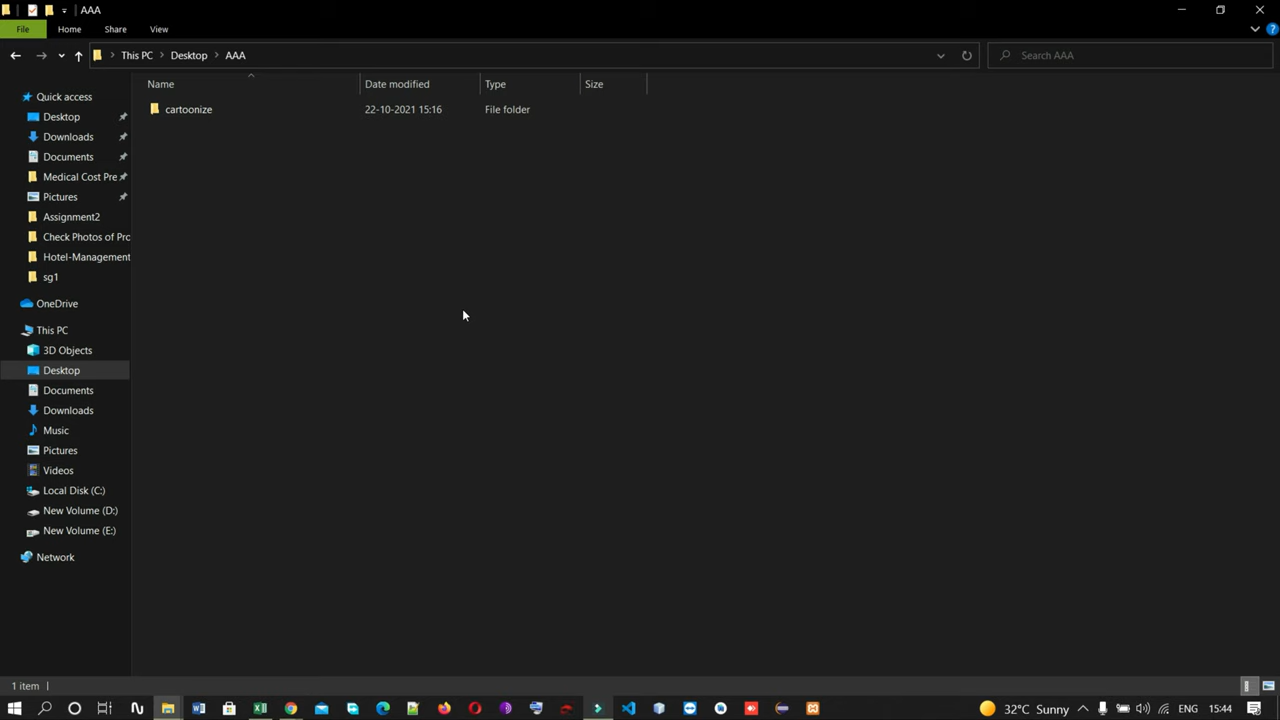 AAA
File Home Share View
This PC Desktop AAA Search AAA
Name Date modified Type Size
cartoonize 22-10-2021 15:16 File folder
Quick access
Desktop
Downloads
Documents
Medical Cost Pre
Pictures
Assignment2
Check Photos of Pro
Hotel-Management
sg1
OneDrive
This PC
3D Objects
Desktop
Documents
Downloads
Music
Pictures
Videos
Local Disk (C:)
New Volume (D:)
New Volume (E:)
Network
1 item
32°C Sunny ENG 15:44